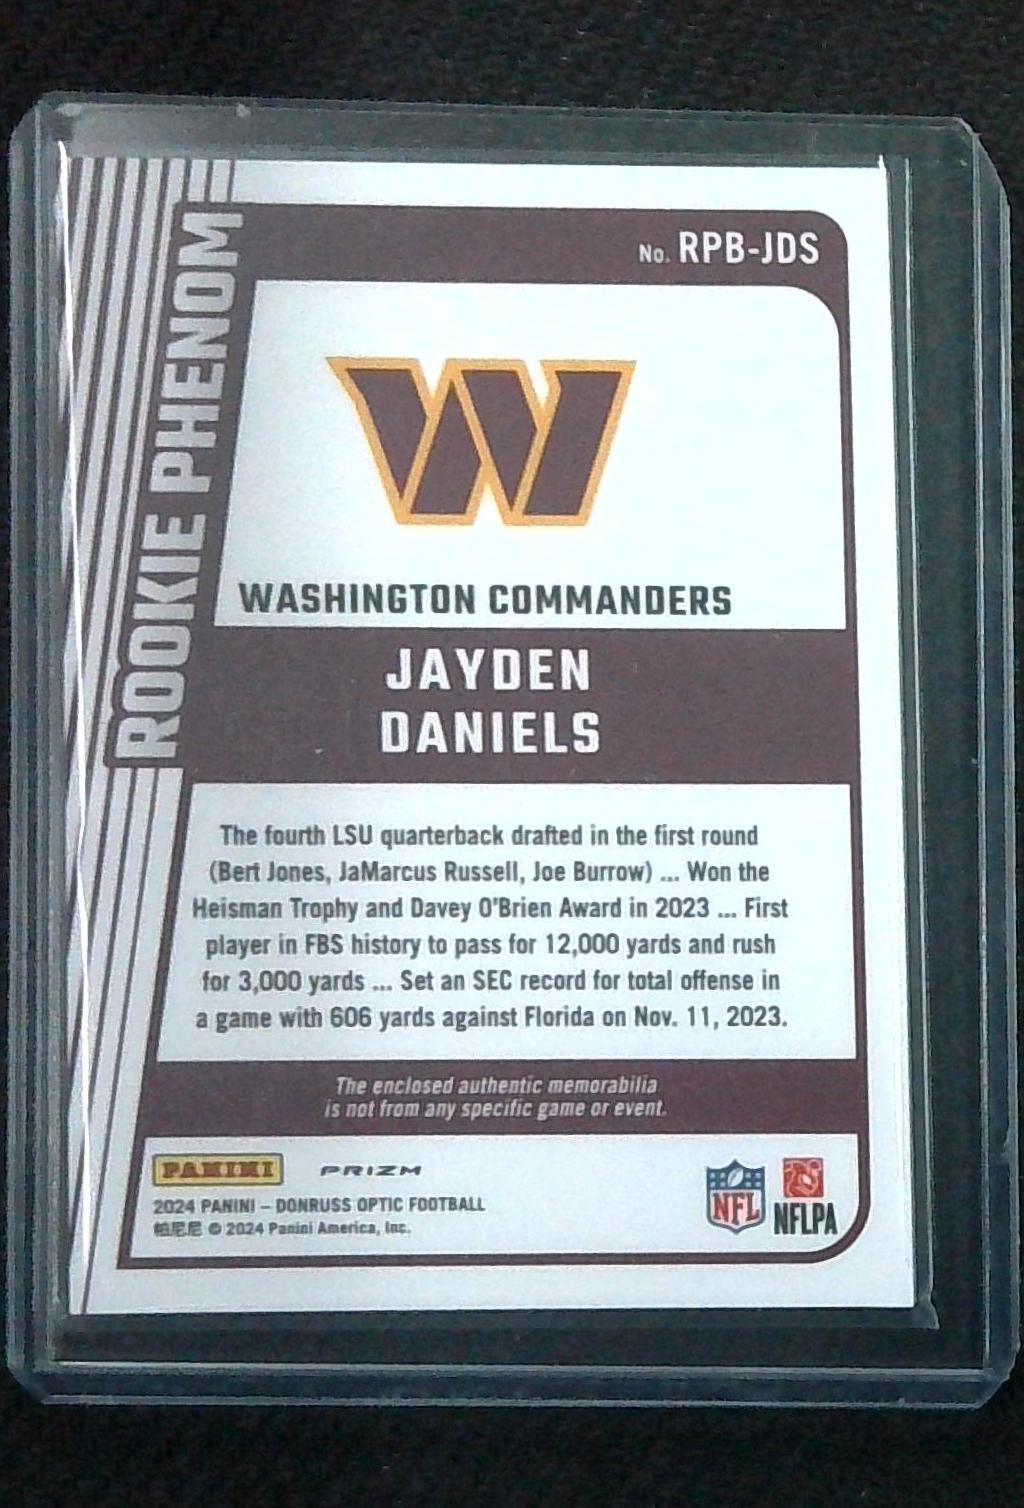 No. RPB-JDS
ROOKIE PHENOM
W
WASHINGTON COMMANDERS
JAYDEN
DANIELS
The fourth LSU quarterback drafted in the first round
(Bert Jones, JaMarcus Russell, Joe Burrow) ... Won the
Heisman Trophy and Davey O'Brien Award in 2023 ... First
player in FBS history to pass for 12,000 yards and rush
for 3,000 yards ... Set an SEC record for total offense in
a game with 606 yards against Florida on Nov. 11, 2023.
The enclosed authentic memorabilia
is not from any specific game or event.
PANINI PRIZM
2024 PANINI – DONRUSS OPTIC FOOTBALL
帕尼尼 © 2024 Panini America, Inc.
NFL NFLPA